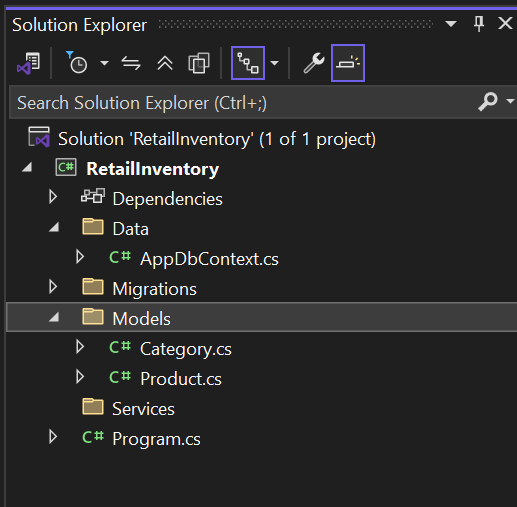 Solution Explorer
Search Solution Explorer (Ctrl+;)
Solution 'RetailInventory' (1 of 1 project)
C# RetailInventory
Dependencies
Data
C# AppDbContext.cs
Migrations
Models
C# Category.cs
C# Product.cs
Services
C# Program.cs